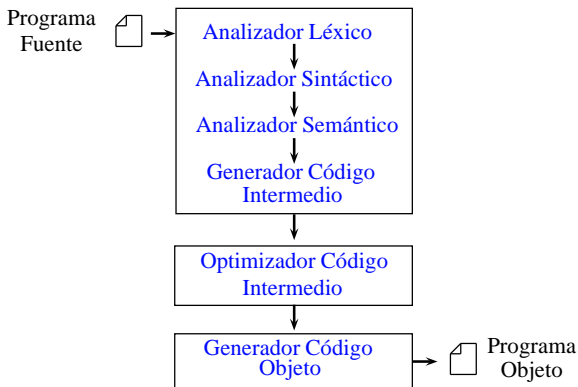 Programa
Fuente
Analizador Léxico
Analizador Sintáctico
Analizador Semántico
Generador Código
Intermedio
Optimizador Código
Intermedio
Generador Código
Objeto
Programa
Objeto